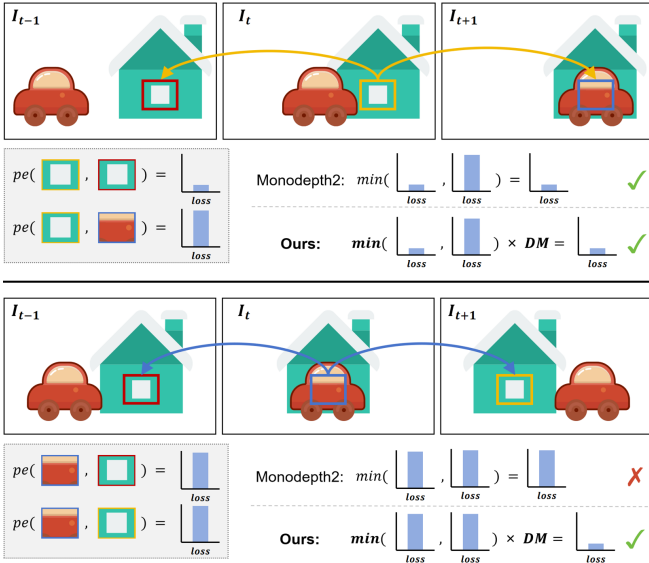 I_{t-1} I_t I_{t+1}
pe( , ) =
loss
Monodepth2: min( , ) =
loss loss loss
✓
pe( , ) =
loss
Ours: min( , ) × DM =
loss loss loss
✓
I_{t-1} I_t I_{t+1}
pe( , ) =
loss
Monodepth2: min( , ) =
loss loss loss
✗
pe( , ) =
loss
Ours: min( , ) × DM =
loss loss loss
✓